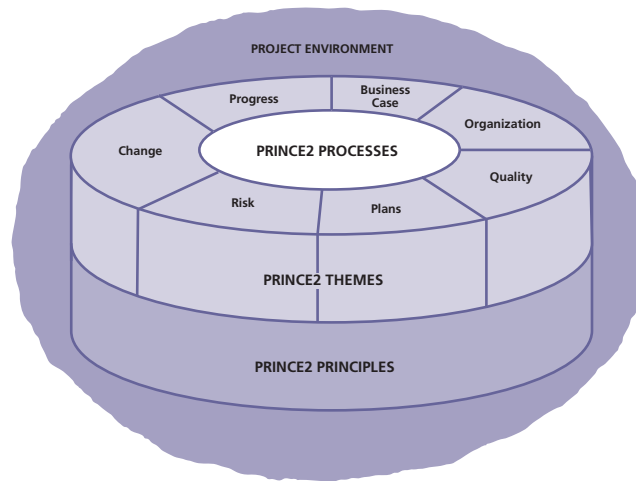 PROJECT ENVIRONMENT
Progress
Business
Case
Organization
Change
PRINCE2 PROCESSES
Quality
Risk
Plans
PRINCE2 THEMES
PRINCE2 PRINCIPLES